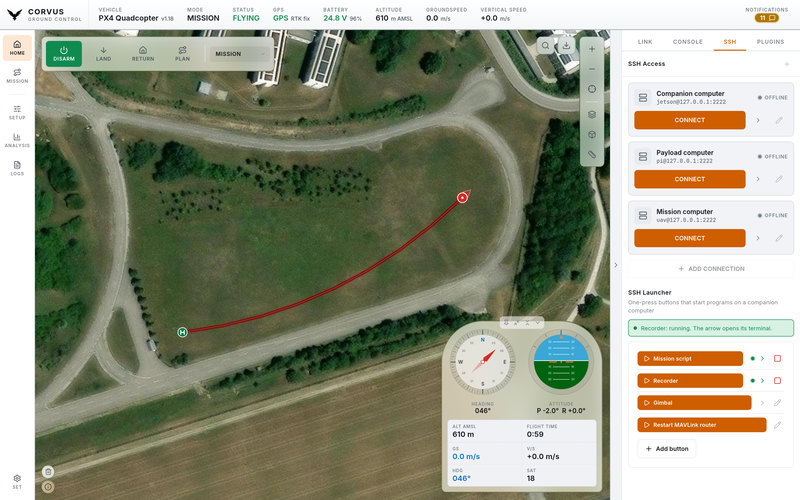 CORVUS
GROUND CONTROL
VEHICLE
PX4 Quadcopter v1.18
MODE
MISSION
STATUS
FLYING
GPS
GPS RTK fix
BATTERY
24.8 V 96%
ALTITUDE
610 m AMSL
GROUNDSPEED
0.0 m/s
VERTICAL SPEED
+0.0 m/s
NOTIFICATIONS
11
HOME
MISSION
SETUP
ANALYSIS
LOGS
SET
DISARM
LAND
RETURN
PLAN
MISSION
H
N
E
S
W
HEADING
046°
ATTITUDE
P -2.0° R +0.0°
ALT AMSL
610 m
FLIGHT TIME
0:59
GS
0.0 m/s
V/S
+0.0 m/s
HDG
046°
SAT
18
LINK
CONSOLE
SSH
PLUGINS
SSH Access
Companion computer
jetson@127.0.0.1:2222
OFFLINE
CONNECT
Payload computer
pi@127.0.0.1:2222
OFFLINE
CONNECT
Mission computer
uav@127.0.0.1:2222
OFFLINE
CONNECT
ADD CONNECTION
SSH Launcher
One-press buttons that start programs on a companion
computer
Recorder: running. The arrow opens its terminal.
Mission script
Recorder
Gimbal
Restart MAVLink router
Add button